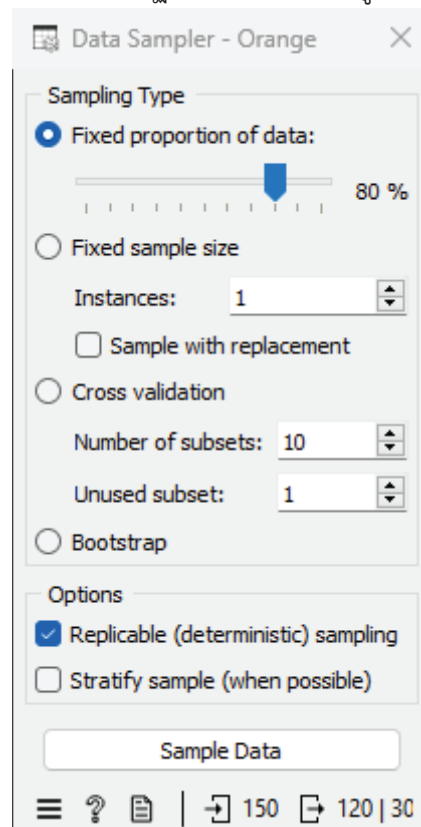 Data Sampler - Orange
Sampling Type
Fixed proportion of data:
80 %
Fixed sample size
Instances: 1
Sample with replacement
Cross validation
Number of subsets: 10
Unused subset: 1
Bootstrap
Options
Replicable (deterministic) sampling
Stratify sample (when possible)
Sample Data
150 120 | 30